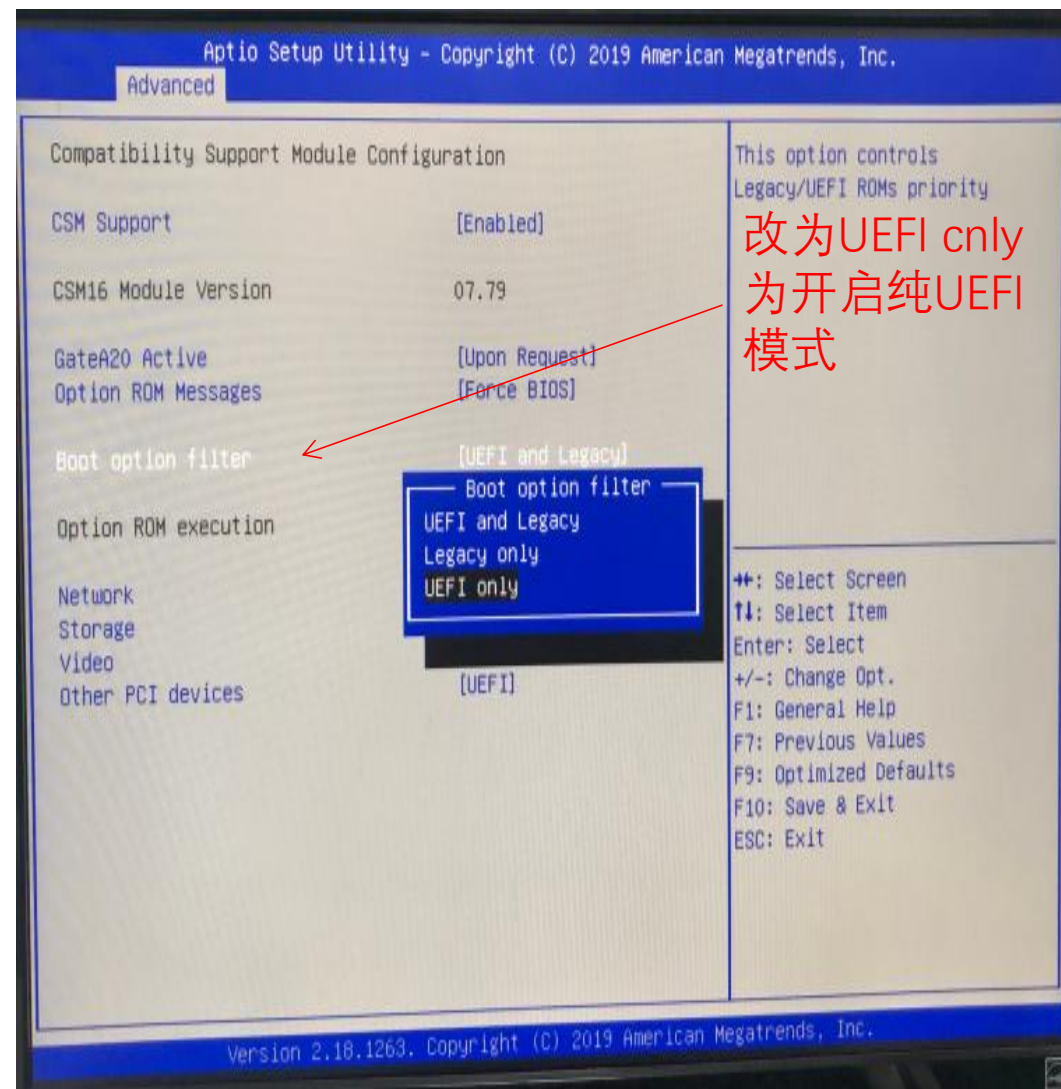 Aptio Setup Utility – Copyright (C) 2019 American Megatrends, Inc.
Advanced
Compatibility Support Module Configuration
CSM Support [Enabled]
CSM16 Module Version 07.79
GateA20 Active [Upon Request]
Option ROM Messages [Force BIOS]
Boot option filter [UEFI and Legacy]
Option ROM execution
Network
Storage
Video
Other PCI devices [UEFI]
Boot option filter
UEFI and Legacy
Legacy only
UEFI only
This option controls
Legacy/UEFI ROMs priority
改为UEFI cnly
为开启纯UEFI
模式
→←: Select Screen
↑↓: Select Item
Enter: Select
+/-: Change Opt.
F1: General Help
F7: Previous Values
F9: Optimized Defaults
F10: Save & Exit
ESC: Exit
Version 2.18.1263. Copyright (C) 2019 American Megatrends, Inc.